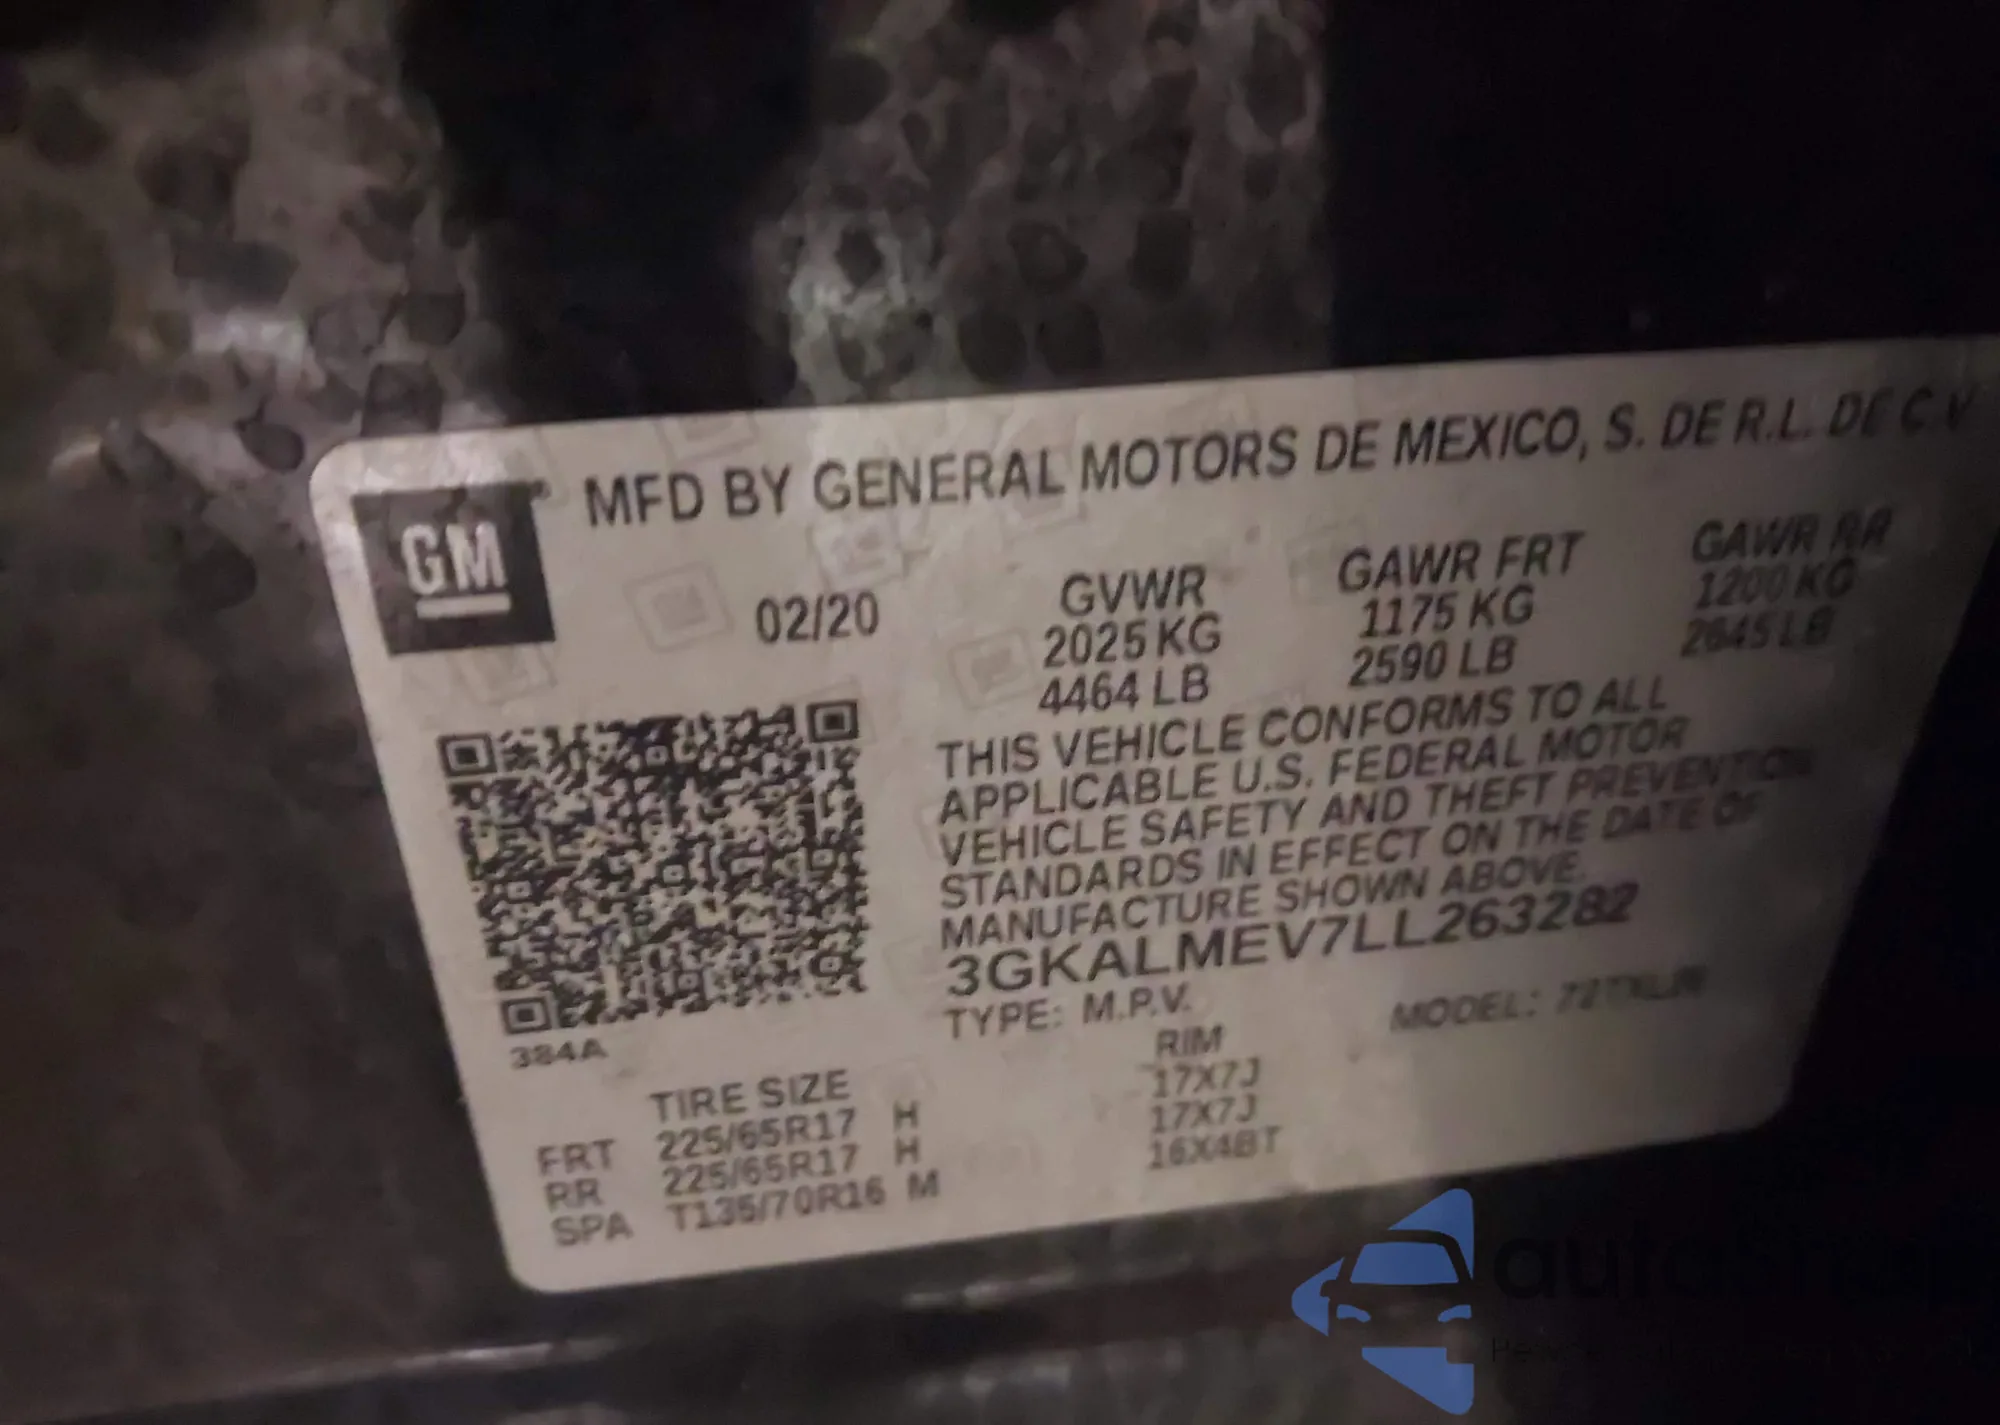 GM
MFD BY GENERAL MOTORS DE MEXICO, S. DE R.L. DE C.V
02/20
GVWR
2025 KG
4464 LB
GAWR FRT
1175 KG
2590 LB
GAWR RR
1200 KG
2645 LB
THIS VEHICLE CONFORMS TO ALL
APPLICABLE U.S. FEDERAL MOTOR
VEHICLE SAFETY AND THEFT PREVENTION
STANDARDS IN EFFECT ON THE DATE OF
MANUFACTURE SHOWN ABOVE.
3GKALMEV7LL263282
TYPE: M.P.V.
MODEL:
384A
TIRE SIZE RIM
FRT 225/65R17 H 17X7J
RR 225/65R17 H 17X7J
SPA T135/70R16 M 16X4BT